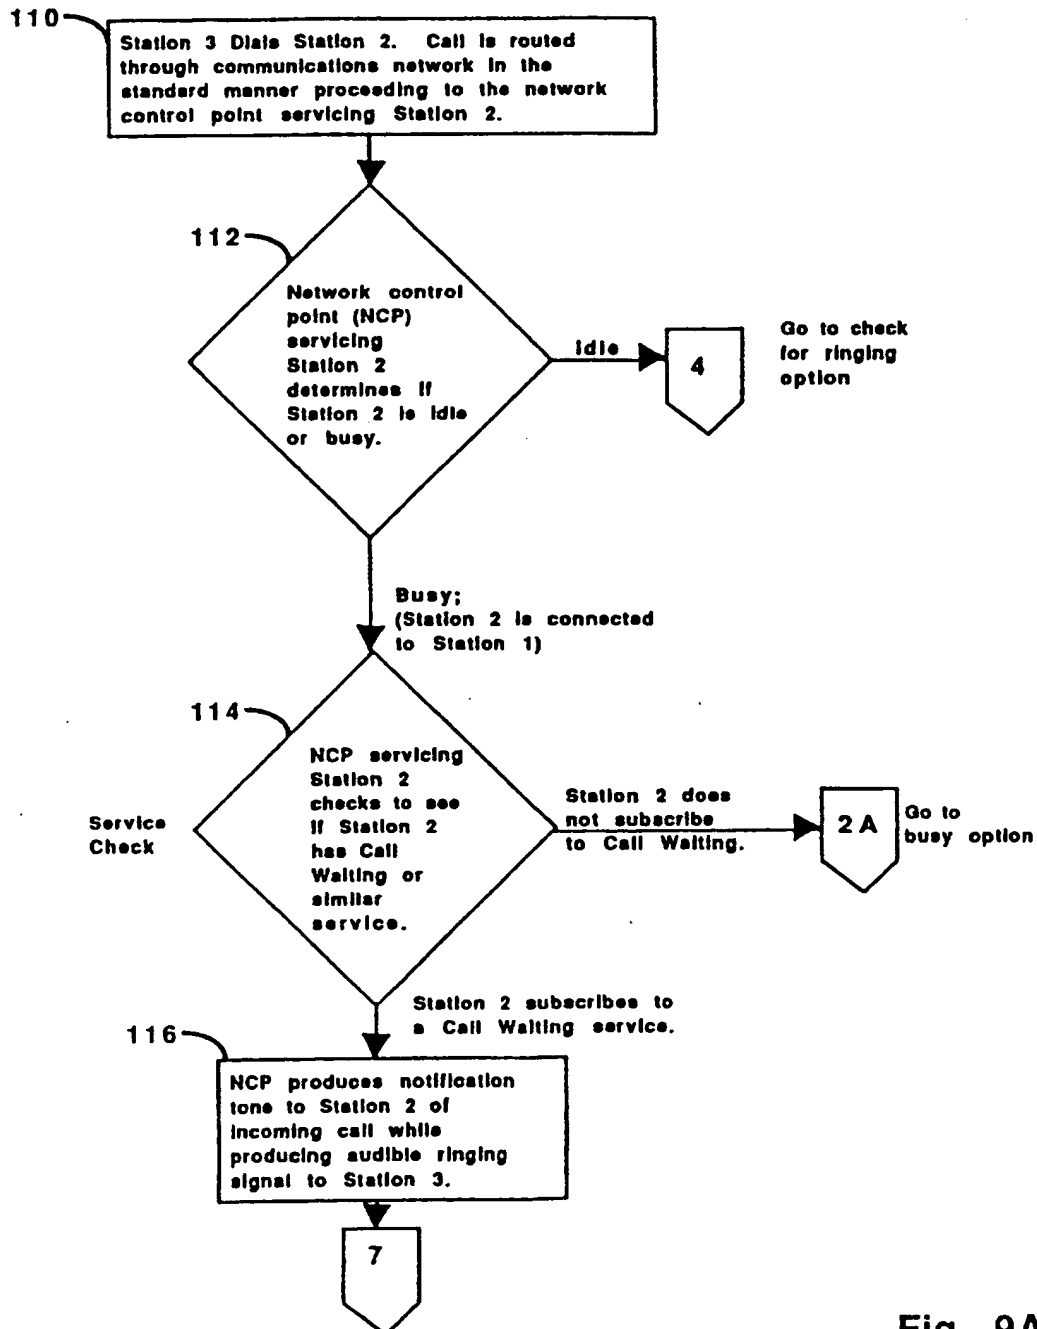 110
Station 3 Dials Station 2. Call is routed
through communications network in the
standard manner proceeding to the network
control point servicing Station 2.
112
Network control
point (NCP)
servicing
Station 2
determines if
Station 2 is idle
or busy.
Idle
4
Go to check
for ringing
option
Busy;
(Station 2 is connected
to Station 1)
114
NCP servicing
Station 2
checks to see
if Station 2
has Call
Waiting or
similar
service.
Service
Check
Station 2 does
not subscribe
to Call Waiting.
2A
Go to
busy option
Station 2 subscribes to
a Call Waiting service.
116
NCP produces notification
tone to Station 2 of
incoming call while
producing audible ringing
signal to Station 3.
7
Fig. 9A